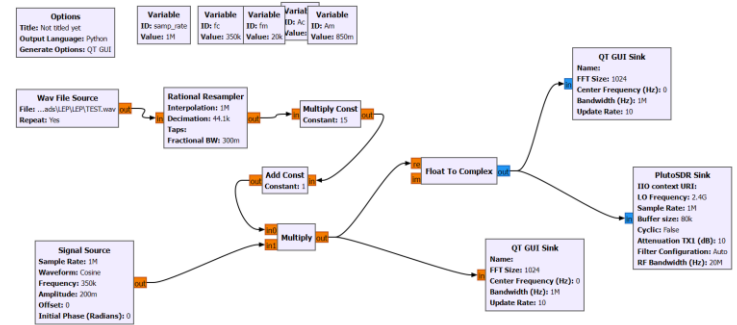 Options
Title: Not titled yet
Output Language: Python
Generate Options: QT GUI
Variable
ID: samp_rate
Value: 1M
Variable
ID: fc
Value: 350k
Variable
ID: fm
Value: 20k
ID: Ac
Value:
Variable
ID: Am
Value: 850m
Wav File Source
File: ...ads\LEP\LEP\TEST.wav
Repeat: Yes
out
in
Rational Resampler
Interpolation: 1M
Decimation: 44.1k
Taps:
Fractional BW: 300m
out
in
Multiply Const
Constant: 15
out
out
Add Const
Constant: 1
in
in0
in1
Multiply
out
Signal Source
Sample Rate: 1M
Waveform: Cosine
Frequency: 350k
Amplitude: 200m
Offset: 0
Initial Phase (Radians): 0
out
re
im
Float To Complex
out
in
QT GUI Sink
Name:
FFT Size: 1024
Center Frequency (Hz): 0
Bandwidth (Hz): 1M
Update Rate: 10
in
PlutoSDR Sink
IIO context URI:
LO Frequency: 2.4G
Sample Rate: 1M
Buffer size: 80k
Cyclic: False
Attenuation TX1 (dB): 10
Filter Configuration: Auto
RF Bandwidth (Hz): 20M
in
QT GUI Sink
Name:
FFT Size: 1024
Center Frequency (Hz): 0
Bandwidth (Hz): 1M
Update Rate: 10